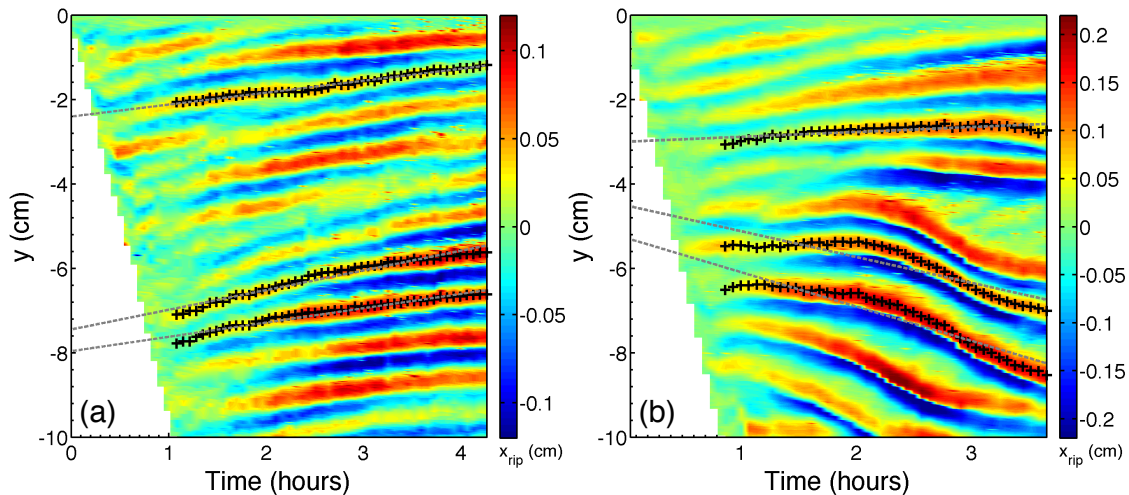 0
-2
-4
-6
-8
-10
y (cm)
(a)
0 1 2 3 4
Time (hours)
0.1
0.05
0
-0.05
-0.1
x_rip (cm)
0
-2
-4
-6
-8
-10
y (cm)
(b)
1 2 3
Time (hours)
0.2
0.15
0.1
0.05
0
-0.05
-0.1
-0.15
-0.2
x_rip (cm)